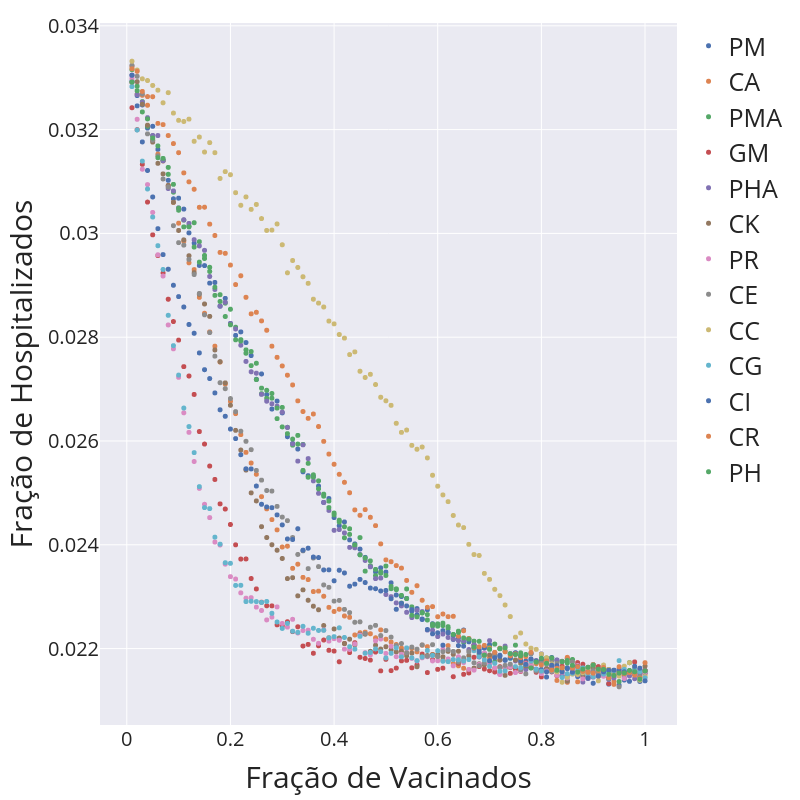 0.034
0.032
0.03
0.028
0.026
0.024
0.022
0
0.2
0.4
0.6
0.8
1
Fração de Vacinados
Fração de Hospitalizados
PM
CA
PMA
GM
PHA
CK
PR
CE
CC
CG
CI
CR
PH